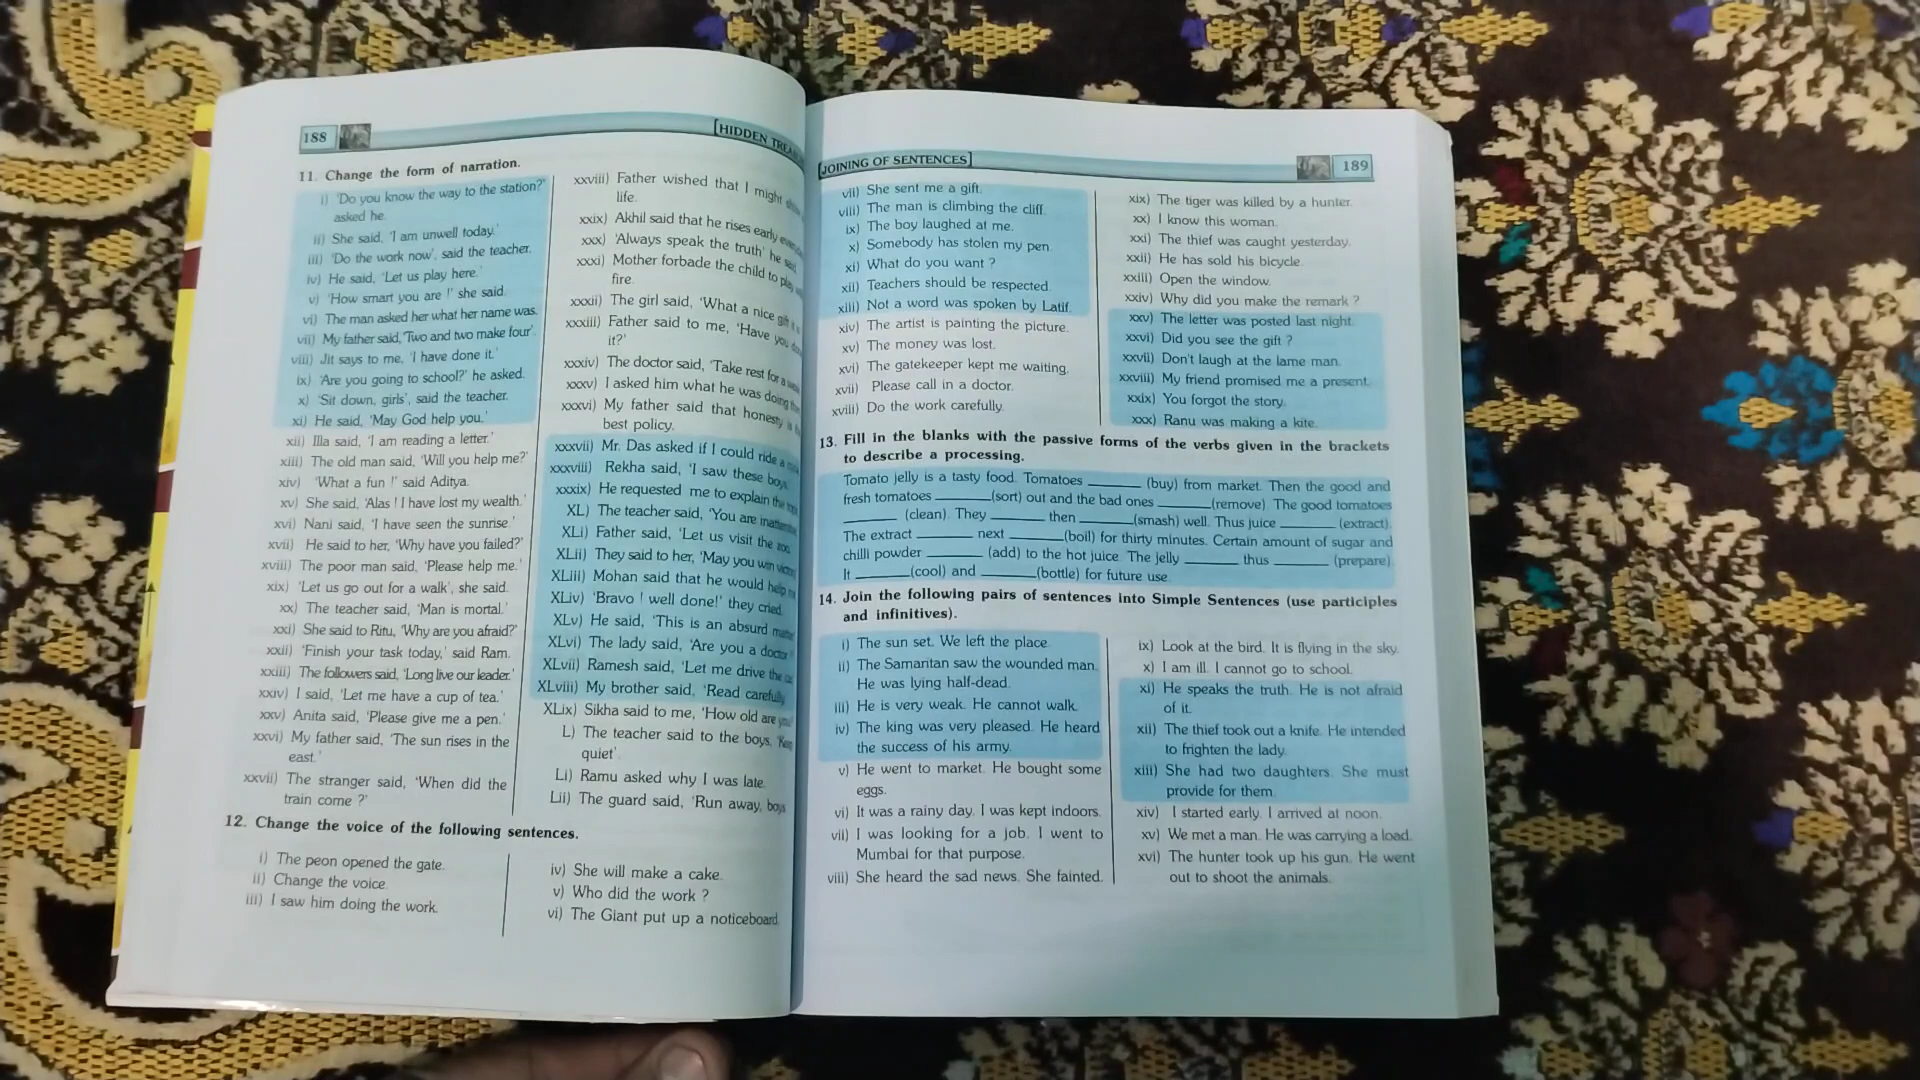 188
[HIDDEN
11. Change the form of narration.
i) 'Do you know the way to the station?'
asked he.
ii) She said, 'I am unwell today.'
iii) 'Do the work now', said the teacher.
iv) He said, 'Let us play here.'
v) 'How smart you are !' she said.
vi) The man asked her what her name was.
vii) My father said, 'Two and two make four'.
viii) Jit says to me, 'I have done it.'
ix) 'Are you going to school?' he asked.
x) 'Sit down, girls', said the teacher.
xi) He said, 'May God help you.'
xii) Illa said, 'I am reading a letter.'
xiii) The old man said, 'Will you help me?'
xiv) 'What a fun !' said Aditya.
xv) She said, 'Alas ! I have lost my wealth.'
xvi) Nani said, 'I have seen the sunrise.'
xvii) He said to her, 'Why have you failed?'
xviii) The poor man said, 'Please help me.'
xix) 'Let us go out for a walk', she said.
xx) The teacher said, 'Man is mortal.'
xxi) She said to Ritu, 'Why are you afraid?'
xxii) 'Finish your task today,' said Ram.
xxiii) The followers said, 'Long live our leader.'
xxiv) I said, 'Let me have a cup of tea.'
xxv) Anita said, 'Please give me a pen.'
xxvi) My father said, 'The sun rises in the
east.'
xxvii) The stranger said, 'When did the
train come ?'
xxviii) Father wished that I might
life.
xxix) Akhil said that he rises early
xxx) 'Always speak the truth' he said.
xxxi) Mother forbade the child to play
fire.
xxxii) The girl said, 'What a nice gift it
xxxiii) Father said to me, 'Have you
it?'
xxxiv) The doctor said, 'Take rest for a
xxxv) I asked him what he was doing
xxxvi) My father said that honesty is
best policy.
xxxvii) Mr. Das asked if I could ride a
xxxviii) Rekha said, 'I saw these boys
xxxix) He requested me to explain the
XL) The teacher said, 'You are
XLi) Father said, 'Let us visit the zoo.
XLii) They said to her, 'May you win
XLiii) Mohan said that he would help
XLiv) 'Bravo ! well done!' they cried.
XLv) He said, 'This is an absurd
XLvi) The lady said, 'Are you a doctor
XLvii) Ramesh said, 'Let me drive the
XLviii) My brother said, 'Read carefully
XLix) Sikha said to me, 'How old are you
L) The teacher said to the boys, 'Keep
quiet'.
Li) Ramu asked why I was late.
Lii) The guard said, 'Run away, boys
12. Change the voice of the following sentences.
i) The peon opened the gate.
ii) Change the voice.
iii) I saw him doing the work.
iv) She will make a cake.
v) Who did the work ?
vi) The Giant put up a noticeboard.
[JOINING OF SENTENCES]
189
vii) She sent me a gift.
viii) The man is climbing the cliff.
ix) The boy laughed at me.
x) Somebody has stolen my pen.
xi) What do you want ?
xii) Teachers should be respected.
xiii) Not a word was spoken by Latif.
xiv) The artist is painting the picture.
xv) The money was lost.
xvi) The gatekeeper kept me waiting.
xvii) Please call in a doctor.
xviii) Do the work carefully.
xix) The tiger was killed by a hunter.
xx) I know this woman.
xxi) The thief was caught yesterday.
xxii) He has sold his bicycle.
xxiii) Open the window.
xxiv) Why did you make the remark ?
xxv) The letter was posted last night.
xxvi) Did you see the gift ?
xxvii) Don't laugh at the lame man.
xxviii) My friend promised me a present.
xxix) You forgot the story.
xxx) Ranu was making a kite.
13. Fill in the blanks with the passive forms of the verbs given in the brackets
to describe a processing.
Tomato jelly is a tasty food. Tomatoes ______ (buy) from market. Then the good and
fresh tomatoes ______(sort) out and the bad ones ______(remove). The good tomatoes
______ (clean). They ______ then ______(smash) well. Thus juice ______ (extract).
The extract ______ next ______(boil) for thirty minutes. Certain amount of sugar and
chilli powder ______ (add) to the hot juice. The jelly ______ thus ______ (prepare).
It ______(cool) and ______(bottle) for future use.
14. Join the following pairs of sentences into Simple Sentences (use participles
and infinitives).
i) The sun set. We left the place.
ii) The Samaritan saw the wounded man.
He was lying half-dead.
iii) He is very weak. He cannot walk.
iv) The king was very pleased. He heard
the success of his army.
v) He went to market. He bought some
eggs.
vi) It was a rainy day. I was kept indoors.
vii) I was looking for a job. I went to
Mumbai for that purpose.
viii) She heard the sad news. She fainted.
ix) Look at the bird. It is flying in the sky.
x) I am ill. I cannot go to school.
xi) He speaks the truth. He is not afraid
of it.
xii) The thief took out a knife. He intended
to frighten the lady.
xiii) She had two daughters. She must
provide for them.
xiv) I started early. I arrived at noon.
xv) We met a man. He was carrying a load.
xvi) The hunter took up his gun. He went
out to shoot the animals.